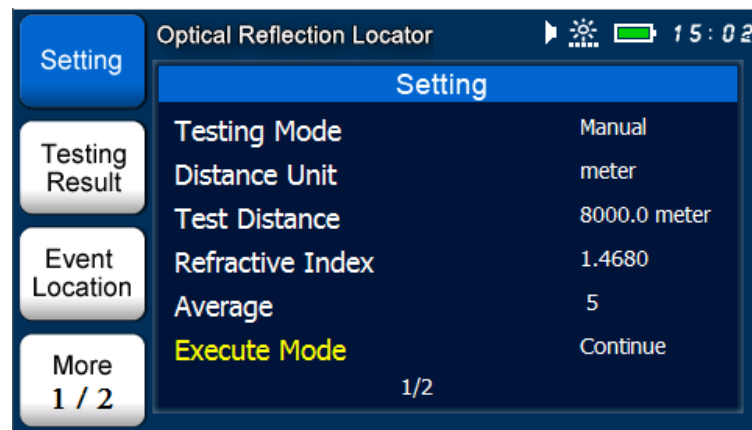 Optical Reflection Locator 15:02
Setting
Testing
Result
Event
Location
More
1 / 2
Setting
Testing Mode Manual
Distance Unit meter
Test Distance 8000.0 meter
Refractive Index 1.4680
Average 5
Execute Mode Continue
1/2